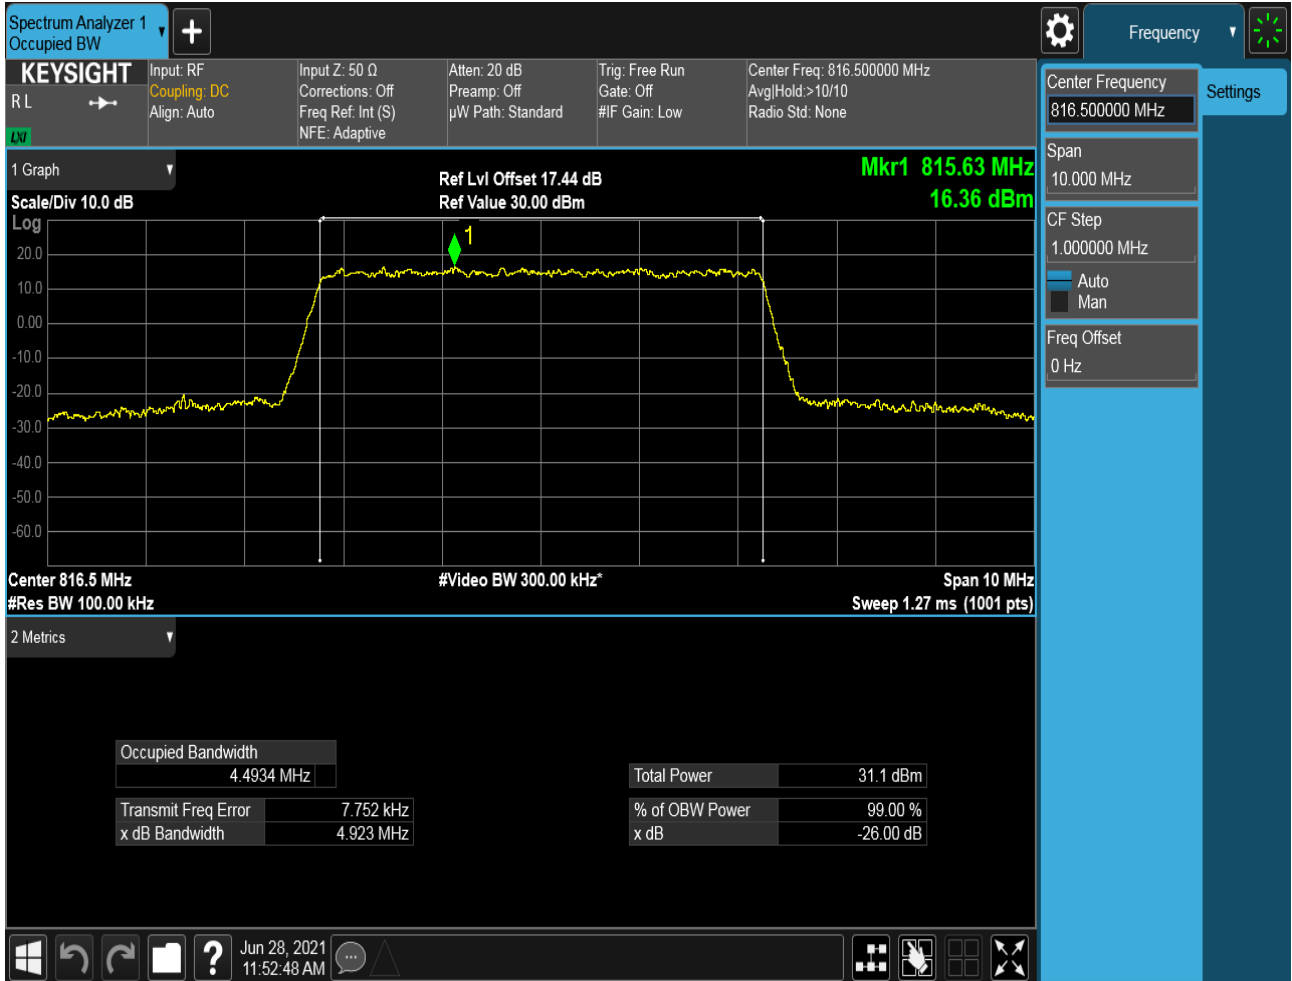 Spectrum Analyzer 1
Occupied BW
Frequency
KEYSIGHT
R L
LXI
Input: RF
Coupling: DC
Align: Auto
Input Z: 50 Ω
Corrections: Off
Freq Ref: Int (S)
NFE: Adaptive
Atten: 20 dB
Preamp: Off
µW Path: Standard
Trig: Free Run
Gate: Off
#IF Gain: Low
Center Freq: 816.500000 MHz
Avg|Hold:>10/10
Radio Std: None
Center Frequency
816.500000 MHz
Settings
Span
10.000 MHz
CF Step
1.000000 MHz
Auto
Man
Freq Offset
0 Hz
1 Graph
Scale/Div 10.0 dB
Ref Lvl Offset 17.44 dB
Ref Value 30.00 dBm
Mkr1 815.63 MHz
16.36 dBm
Log
1
20.0
10.0
0.00
-10.0
-20.0
-30.0
-40.0
-50.0
-60.0
Center 816.5 MHz
#Video BW 300.00 kHz*
Span 10 MHz
#Res BW 100.00 kHz
Sweep 1.27 ms (1001 pts)
2 Metrics
Occupied Bandwidth
4.4934 MHz
Total Power 31.1 dBm
Transmit Freq Error 7.752 kHz
% of OBW Power 99.00 %
x dB Bandwidth 4.923 MHz
x dB -26.00 dB
?
Jun 28, 2021
11:52:48 AM